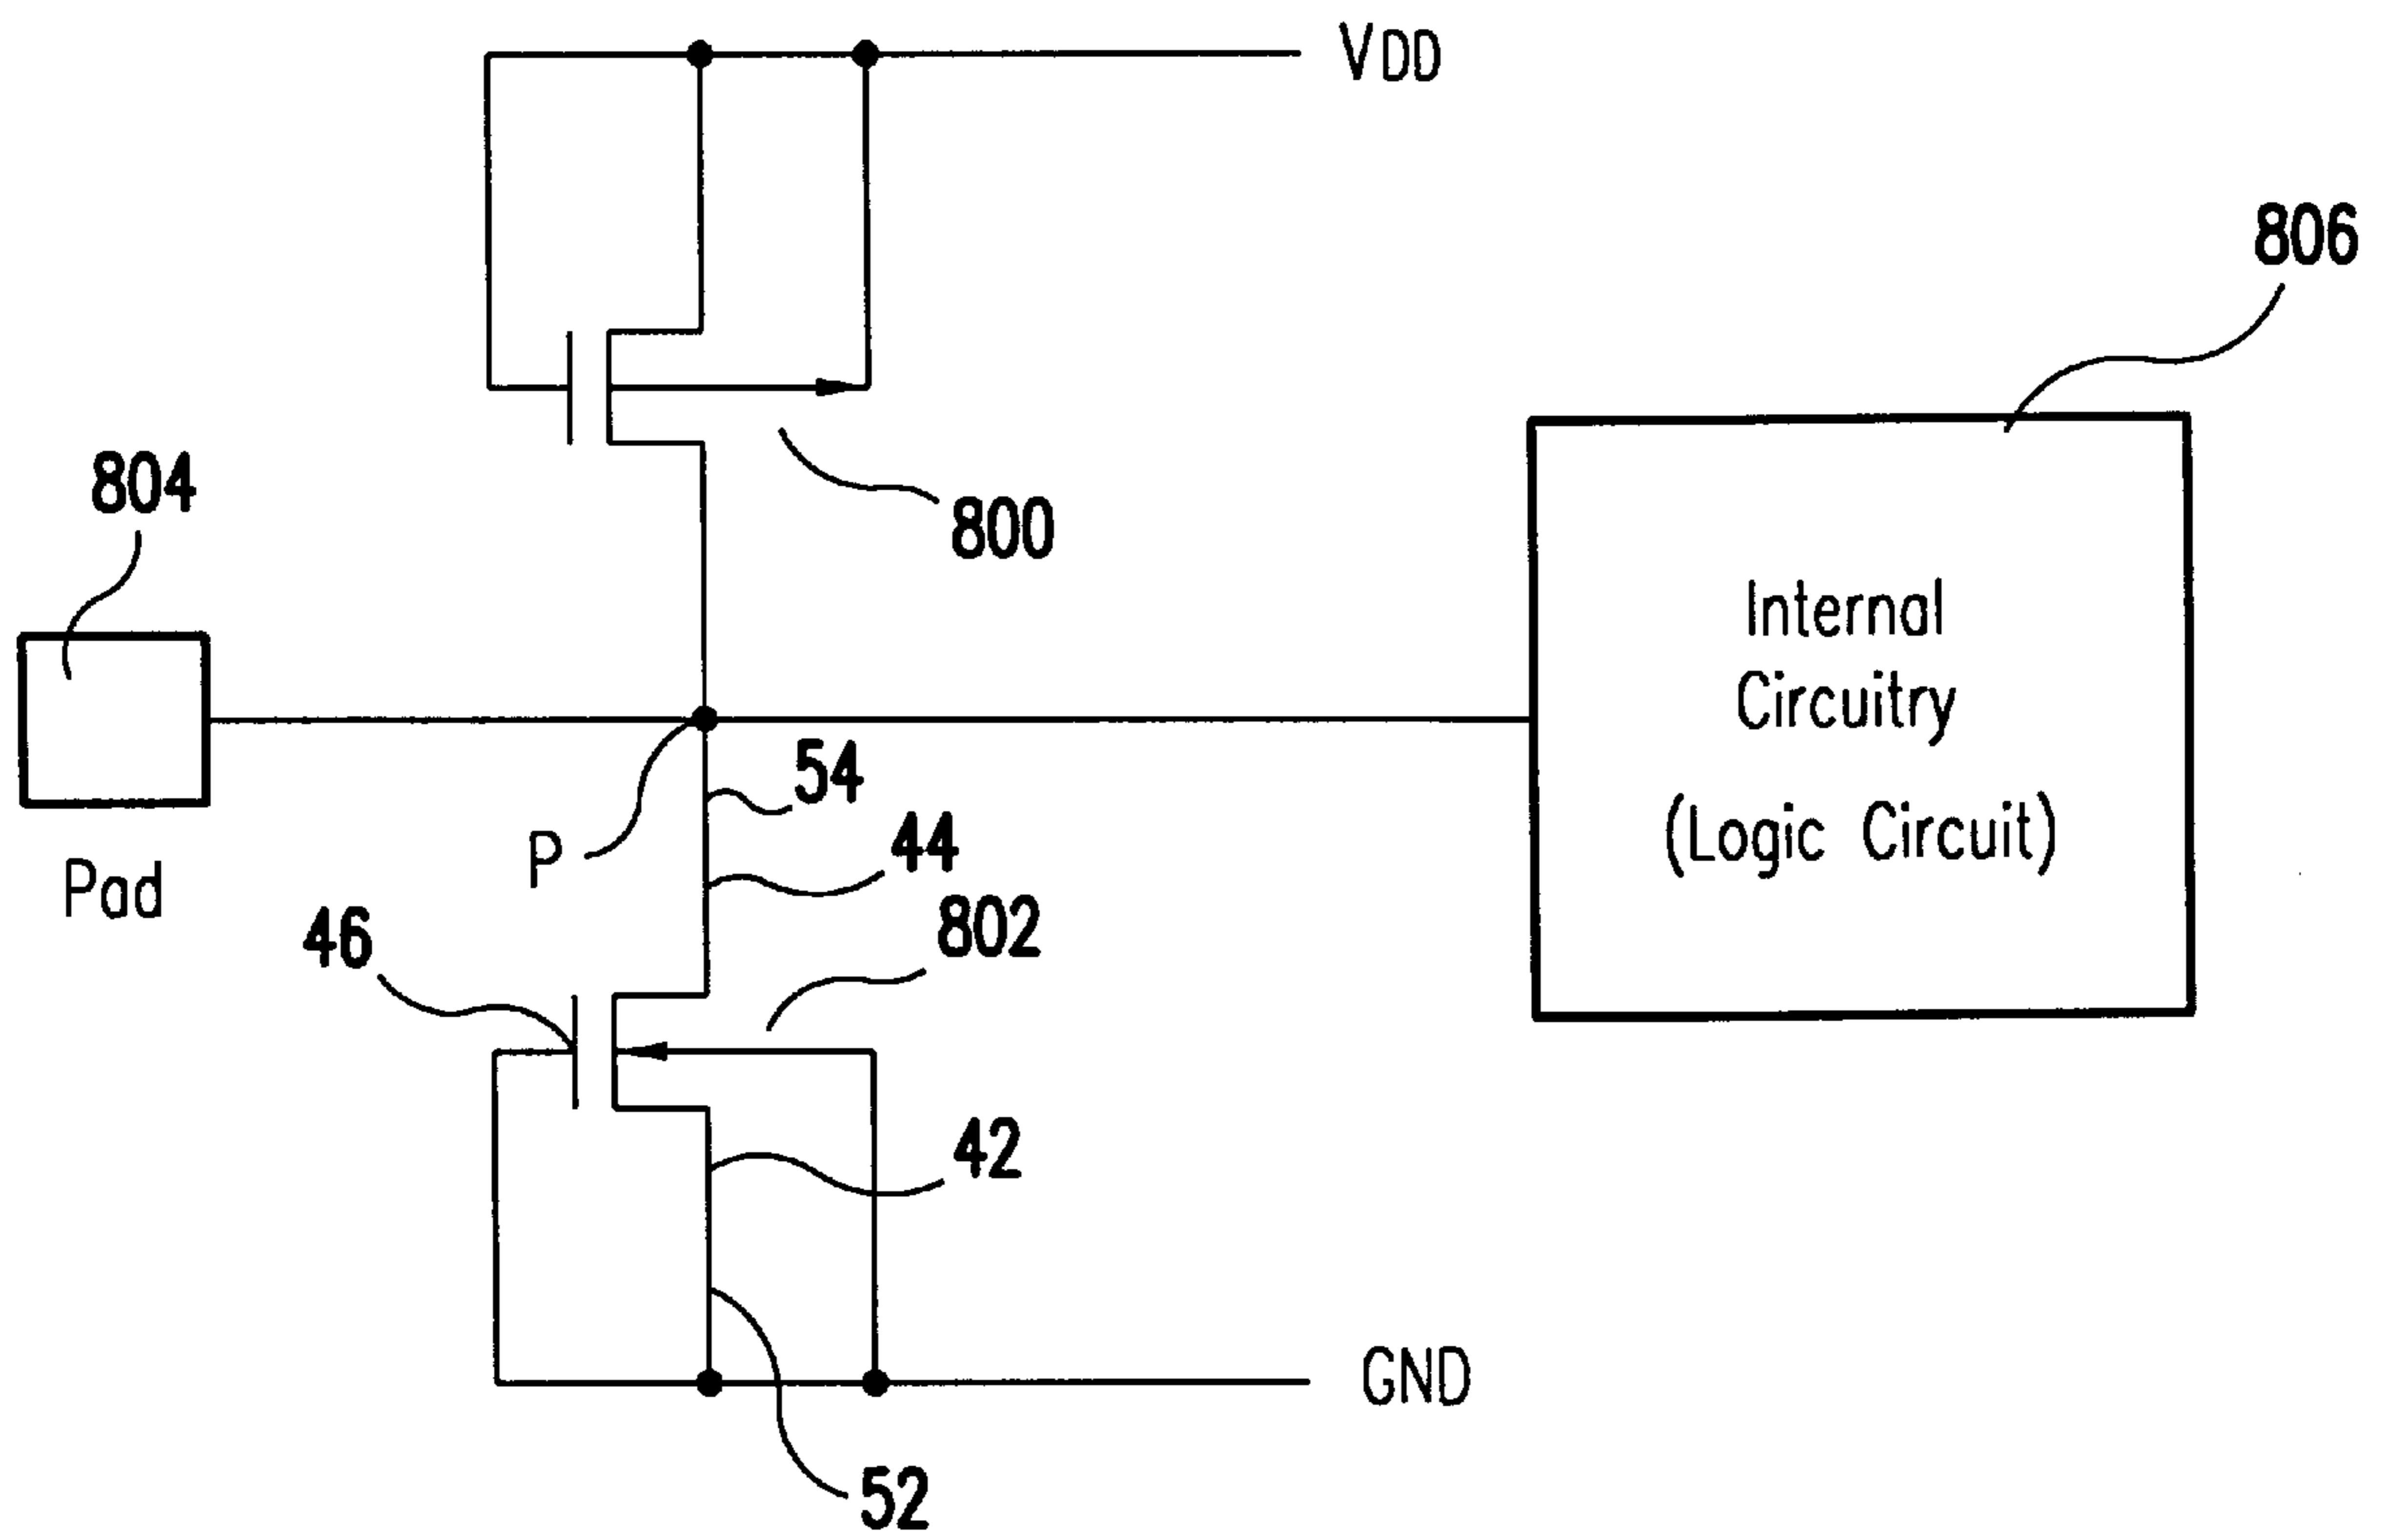 VDD
806
804
800
Internal
Circuitry
(Logic Circuit)
54
P
44
Pad
46
802
42
GND
52